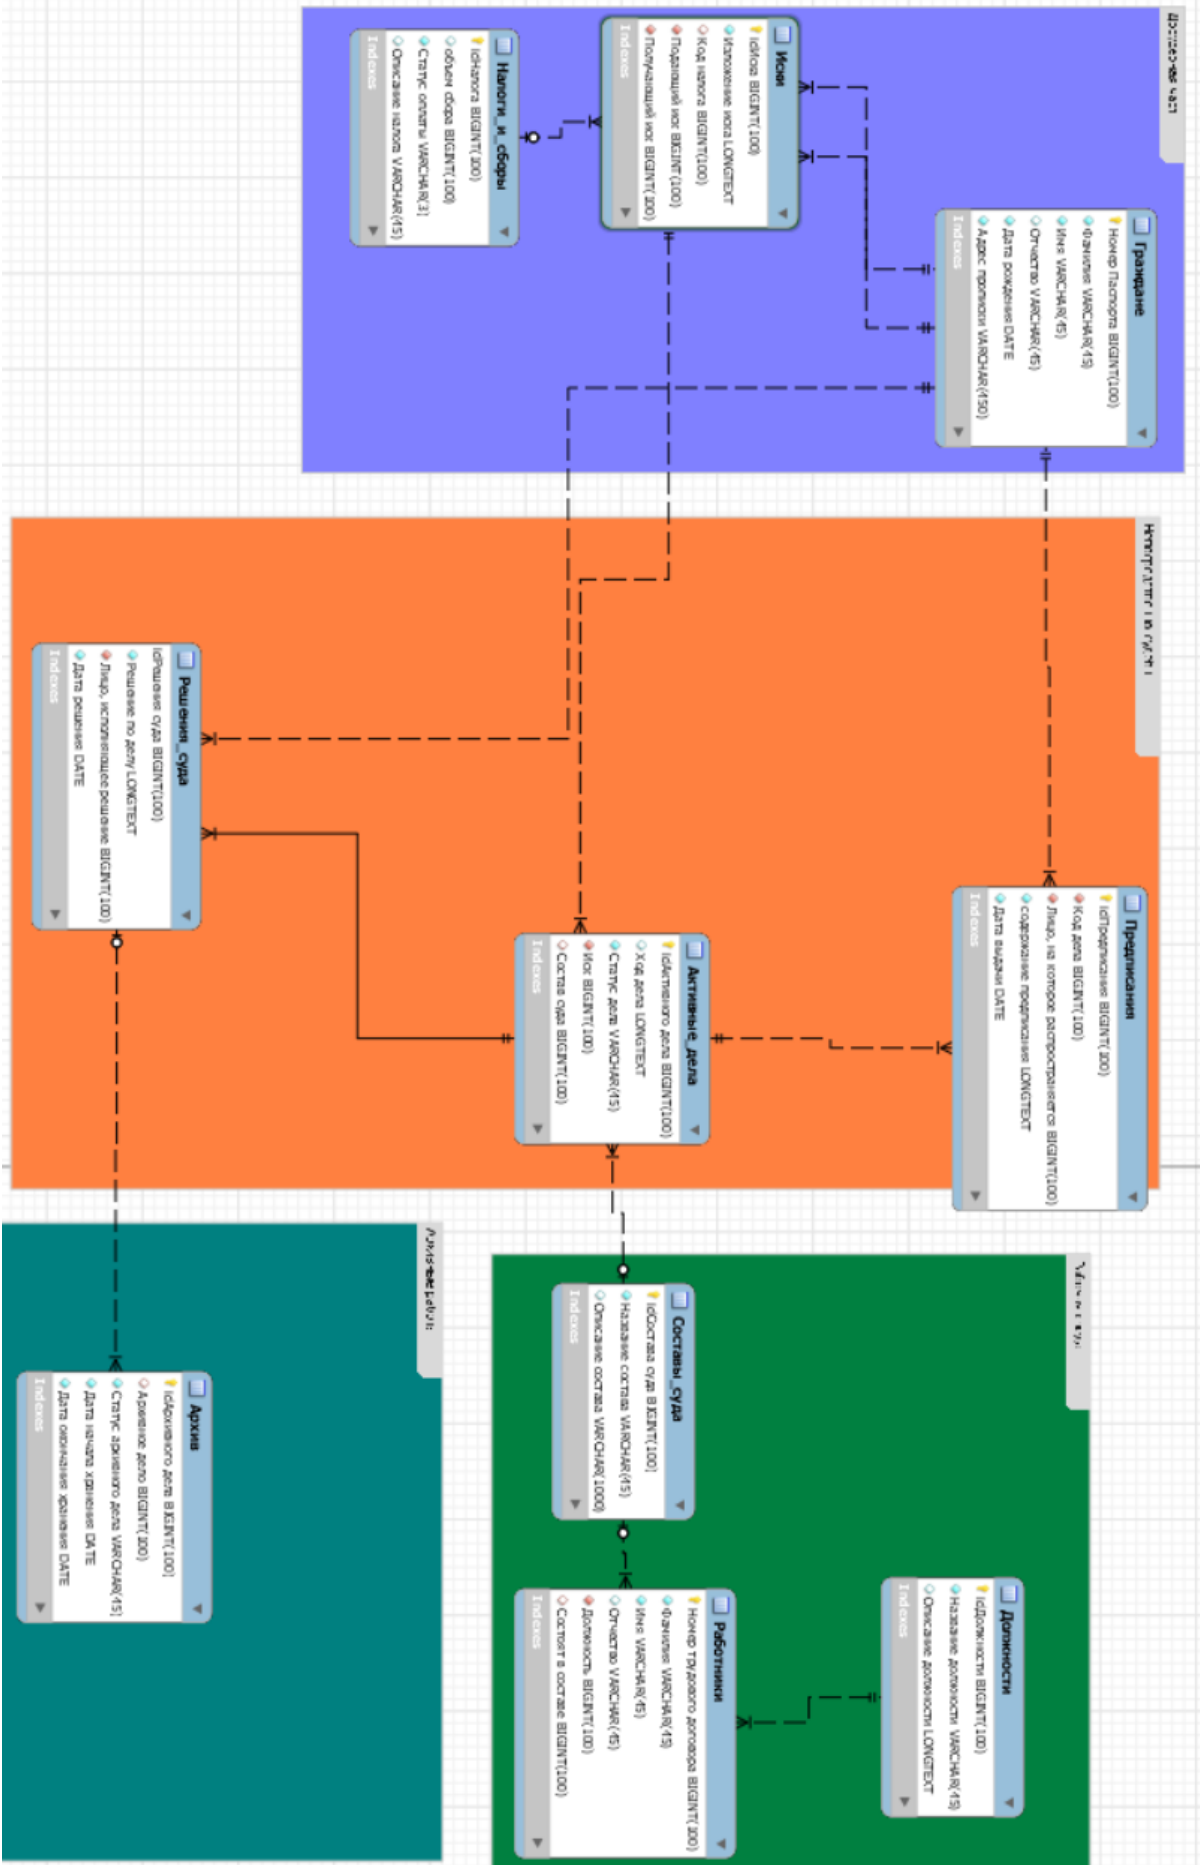 Граждане
Номер Паспорта BIGINT(100)
Фамилия VARCHAR(45)
Имя VARCHAR(45)
Отчество VARCHAR(45)
Дата рождения DATE
Адрес прописки VARCHAR(450)
Indexes
Иски
idИска BIGINT(100)
Изложение иска LONGTEXT
Код налога BIGINT(100)
Подающий иск BIGINT(100)
Получающий иск BIGINT(100)
Indexes
Налоги_и_сборы
idНалога BIGINT(100)
объем сбора BIGINT(100)
Статус оплаты VARCHAR(3)
Описание налога VARCHAR(45)
Indexes
Предписания
idПредписания BIGINT(100)
Код дела BIGINT(100)
Лицо, на которое распространяется BIGINT(100)
содержание предписания LONGTEXT
Дата выдачи DATE
Indexes
Активные_дела
idАктивного дела BIGINT(100)
Ход дела LONGTEXT
Статус дела VARCHAR(45)
Иск BIGINT(100)
Состав суда BIGINT(100)
Indexes
Решения_суда
idРешения суда BIGINT(100)
Решение по делу LONGTEXT
Лицо, исполняющее решение BIGINT(100)
Дата решения DATE
Indexes
Должности
idДолжности BIGINT(100)
Название должности VARCHAR(45)
Описание должности LONGTEXT
Indexes
Составы_суда
idСостава суда BIGINT(100)
Название состава VARCHAR(45)
Описание состава VARCHAR(1000)
Indexes
Работники
Номер трудового договора BIGINT(100)
Фамилия VARCHAR(45)
Имя VARCHAR(45)
Отчество VARCHAR(45)
Должность BIGINT(100)
Состоят в составе BIGINT(100)
Indexes
Архив
idАрхивного дела BIGINT(100)
Архивное дело BIGINT(100)
Статус архивного дела VARCHAR(45)
Дата начала хранения DATE
Дата окончания хранения DATE
Indexes